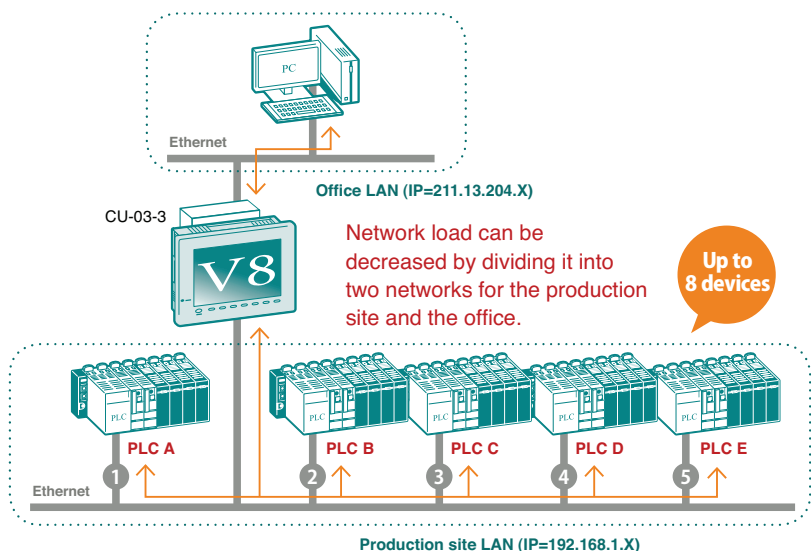 PC
Ethernet
Office LAN (IP=211.13.204.X)
CU-03-3
V8
Network load can be
decreased by dividing it into
two networks for the production
site and the office.
Up to
8 devices
PLC PLC PLC PLC PLC
PLC A PLC B PLC C PLC D PLC E
1 2 3 4 5
Ethernet
Production site LAN (IP=192.168.1.X)